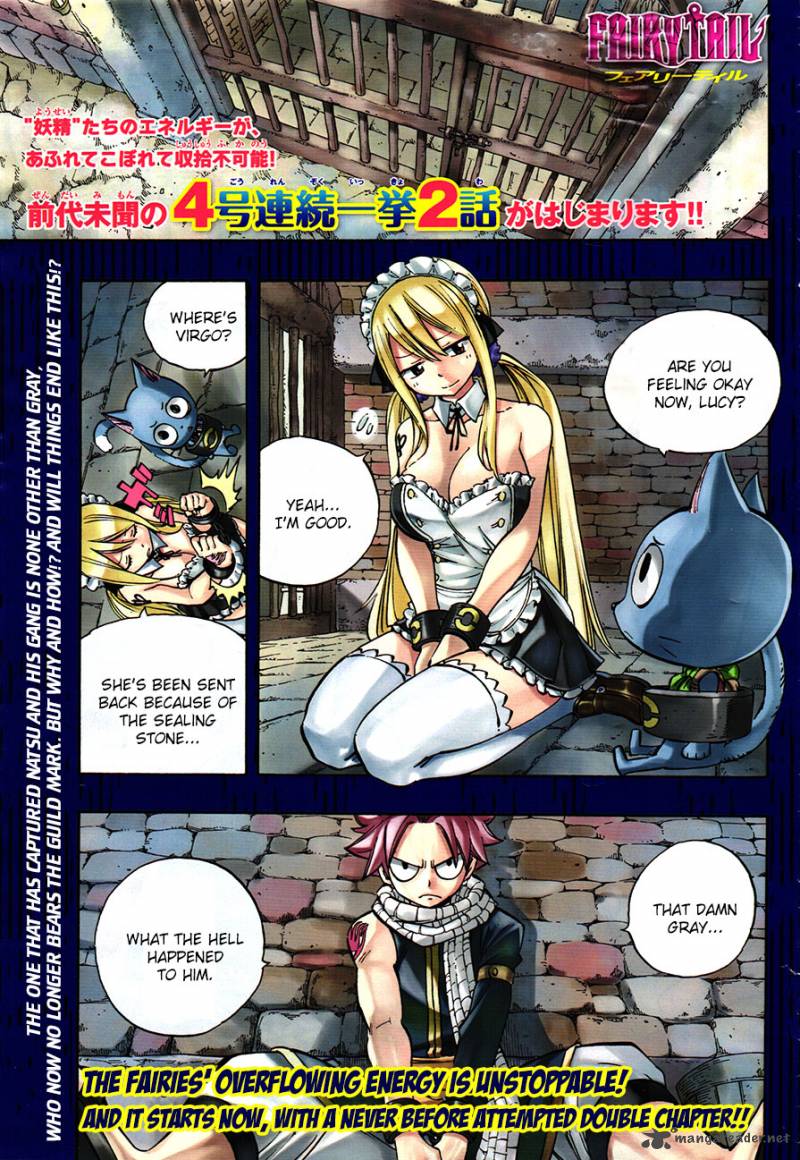 FAIRY TAIL
フェアリーテイル
"妖精"たちのエネルギーが、
あふれてこぼれて収拾不可能!
前代未聞の4号連続一挙2話がはじまります!!
THE ONE THAT HAS CAPTURED NATSU AND HIS GANG IS NONE OTHER THAN GRAY,
WHO NOW NO LONGER BEARS THE GUILD MARK. BUT WHY AND HOW!? AND WILL THINGS END LIKE THIS!?
ARE YOU
FEELING OKAY
NOW, LUCY?
YEAH...
I'M GOOD.
WHERE'S
VIRGO?
ギギギ
SHE'S BEEN SENT
BACK BECAUSE OF
THE SEALING
STONE...
THAT DAMN
GRAY...
WHAT THE HELL
HAPPENED
TO HIM.
THE FAIRIES' OVERFLOWING ENERGY IS UNSTOPPABLE!
AND IT STARTS NOW, WITH A NEVER BEFORE ATTEMPTED DOUBLE CHAPTER!!
mangareader.net